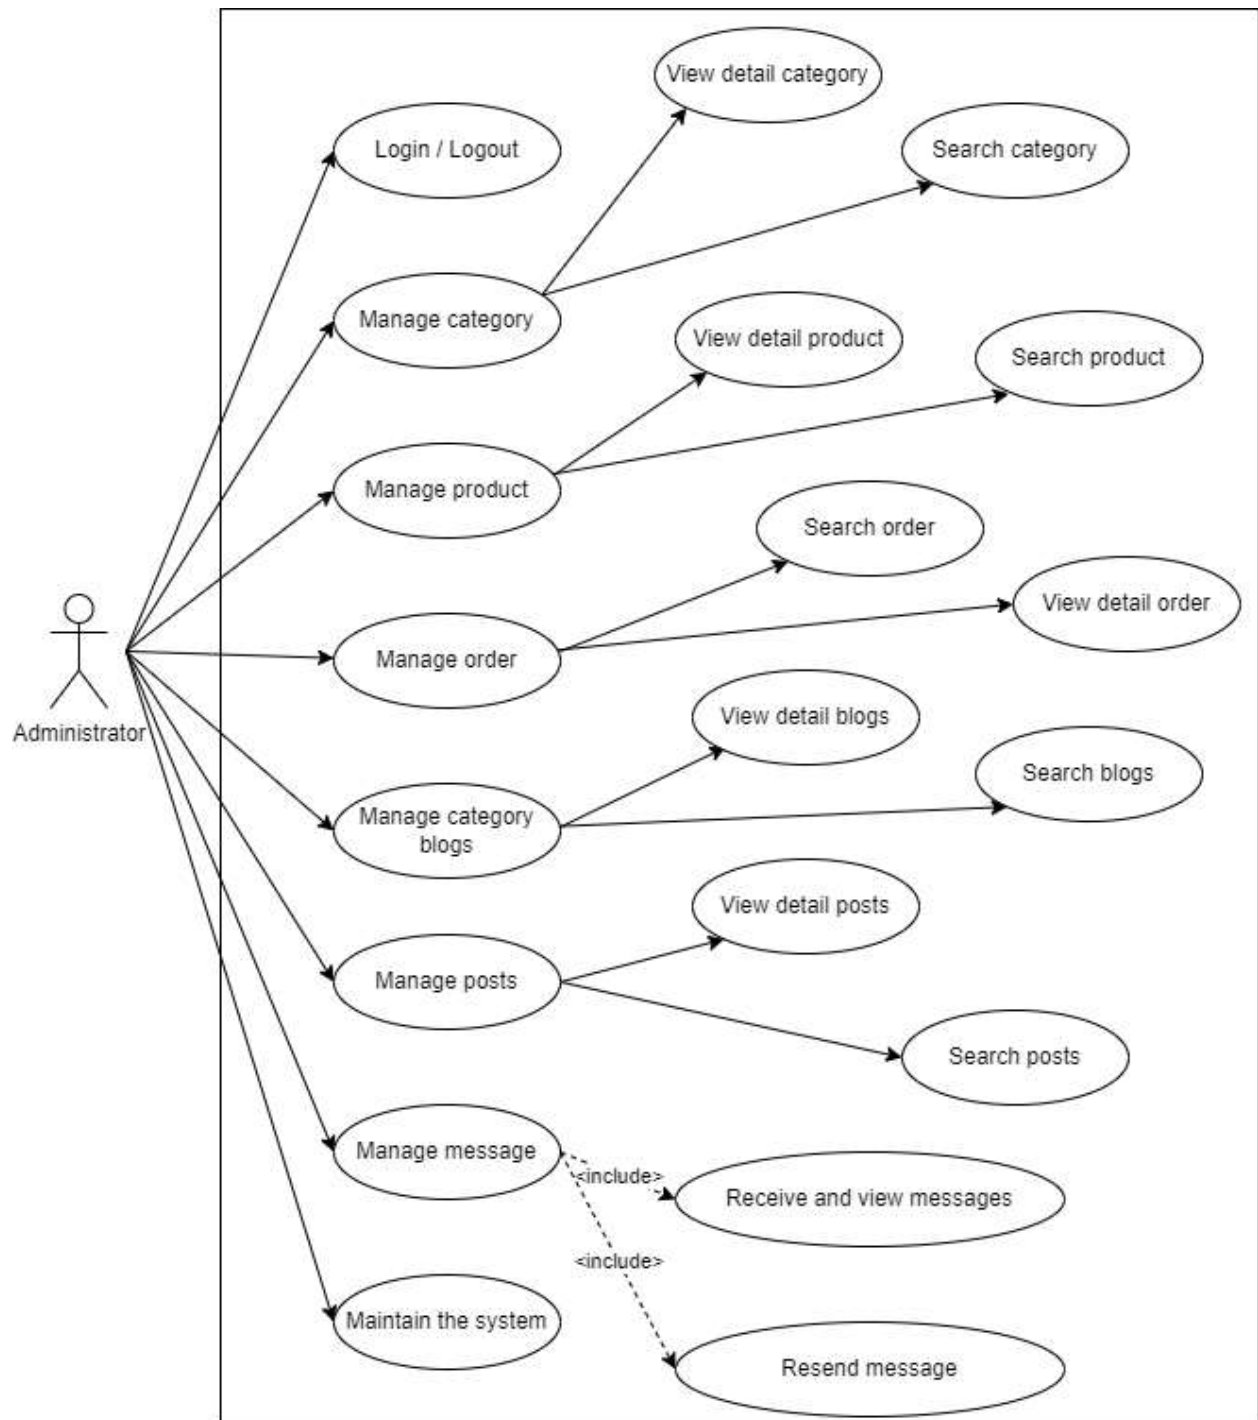 View detail category
Login / Logout
Search category
Manage category
View detail product
Search product
Manage product
Search order
View detail order
Manage order
Administrator
View detail blogs
Search blogs
Manage category
blogs
View detail posts
Manage posts
Search posts
Manage message
<include>
Receive and view messages
<include>
Maintain the system
Resend message